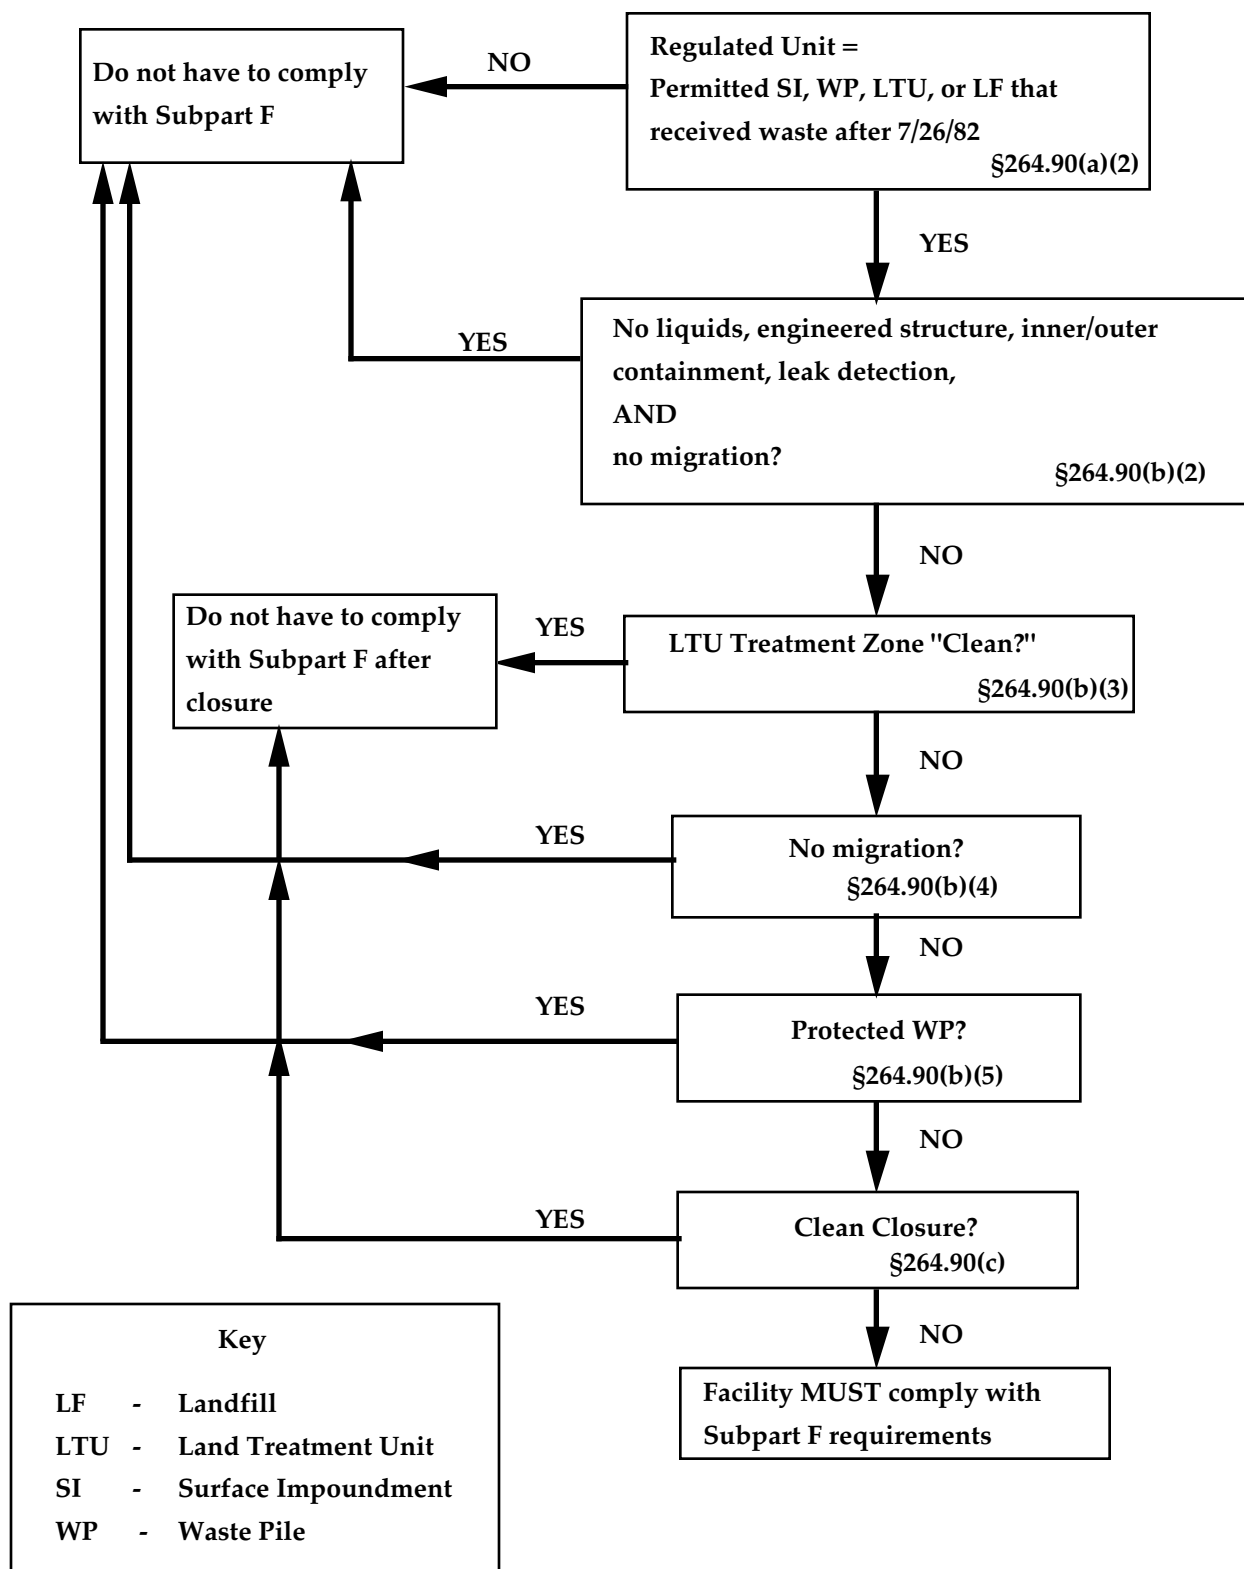 Do not have to comply
with Subpart F
NO
Regulated Unit =
Permitted SI, WP, LTU, or LF that
received waste after 7/26/82
§264.90(a)(2)
YES
YES
No liquids, engineered structure, inner/outer
containment, leak detection,
AND
no migration?
§264.90(b)(2)
NO
Do not have to comply
with Subpart F after
closure
YES
LTU Treatment Zone "Clean?"
§264.90(b)(3)
NO
YES
No migration?
§264.90(b)(4)
NO
YES
Protected WP?
§264.90(b)(5)
NO
YES
Clean Closure?
§264.90(c)
NO
Facility MUST comply with
Subpart F requirements
Key
LF - Landfill
LTU - Land Treatment Unit
SI - Surface Impoundment
WP - Waste Pile